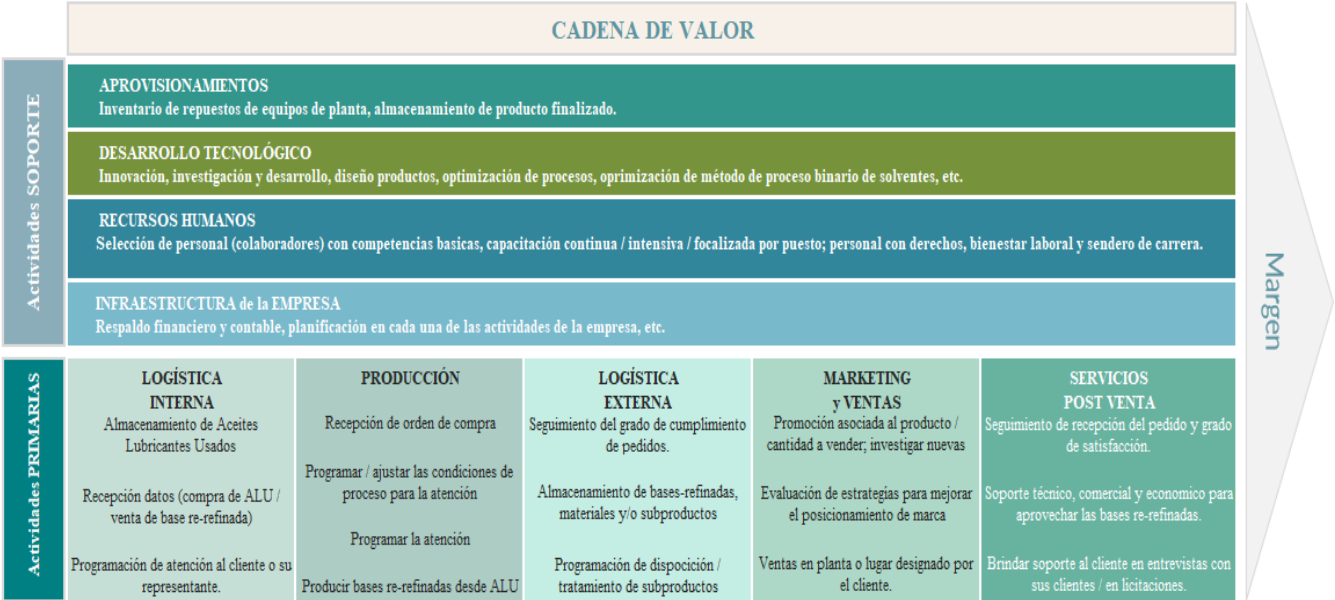 CADENA DE VALOR
Actividades SOPORTE
APROVISIONAMIENTOS
Inventario de repuestos de equipos de planta, almacenamiento de producto finalizado.
DESARROLLO TECNOLÓGICO
Innovación, investigación y desarrollo, diseño productos, optimización de procesos, oprimización de método de proceso binario de solventes, etc.
RECURSOS HUMANOS
Selección de personal (colaboradores) con competencias basicas, capacitación continua / intensiva / focalizada por puesto; personal con derechos, bienestar laboral y sendero de carrera.
INFRAESTRUCTURA de la EMPRESA
Respaldo financiero y contable, planificación en cada una de las actividades de la empresa, etc.
Margen
Actividades PRIMARIAS
LOGÍSTICA
INTERNA
Almacenamiento de Aceites
Lubricantes Usados
Recepción datos (compra de ALU /
venta de base re-refinada)
Programación de atención al cliente o su
representante.
PRODUCCIÓN
Recepción de orden de compra
Programar / ajustar las condiciones de
proceso para la atención
Programar la atención
Producir bases re-refinadas desde ALU
LOGÍSTICA
EXTERNA
Seguimiento del grado de cumplimiento
de pedidos.
Almacenamiento de bases-refinadas,
materiales y/o subproductos
Programación de disposición /
tratamiento de subproductos
MARKETING
y VENTAS
Promoción asociada al producto /
cantidad a vender; investigar nuevas
Evaluación de estrategías para mejorar
el posicionamiento de marca
Ventas en planta o lugar designado por
el cliente.
SERVICIOS
POST VENTA
Seguimiento de recepción del pedido y grado
de satisfacción.
Soporte técnico, comercial y economico para
aprovechar las bases re-refinadas.
Brindar soporte al cliente en entrevistas con
sus clientes / en licitaciones.